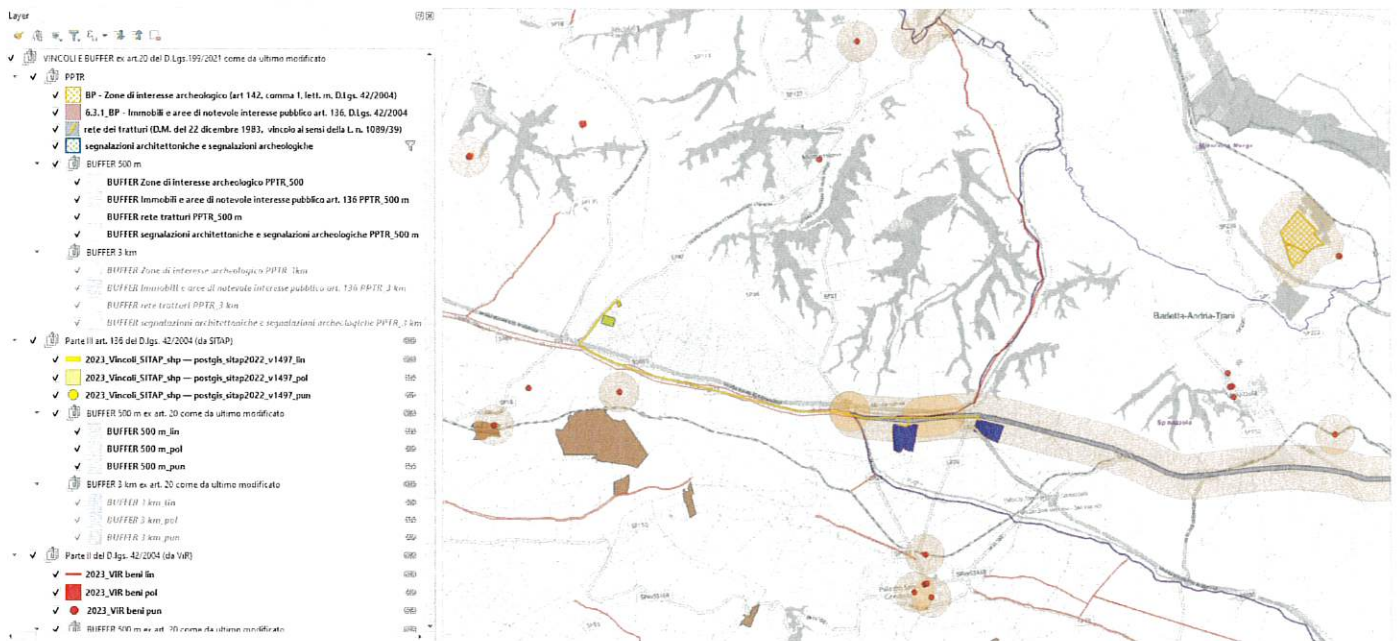 Layer
VINCOLI E BUFFER ex art.20 del D.Lgs.199/2021 come da ultimo modificato
PPTR
BP - Zone di interesse archeologico (art 142, comma 1, lett. m, D.lgs. 42/2004)
6.3.1_BP - Immobili e aree di notevole interesse pubblico art. 136, D.Lgs. 42/2004
rete dei tratturi (D.M. del 22 dicembre 1983, vincolo ai sensi della L. n. 1089/39)
segnalazioni architettoniche e segnalazioni archeologiche
BUFFER 500 m
BUFFER Zone di interesse archeologico PPTR_500
BUFFER Immobili e aree di notevole interesse pubblico art. 136 PPTR_500 m
BUFFER rete tratturi PPTR_500 m
BUFFER segnalazioni architettoniche e segnalazioni archeologiche PPTR_500 m
BUFFER 3 km
BUFFER Zone di interesse archeologico PPTR_3km
BUFFER Immobili e aree di notevole interesse pubblico art. 136 PPTR_3 km
BUFFER rete tratturi PPTR_3 km
BUFFER segnalazioni architettoniche e segnalazioni archeologiche PPTR_3 km
Parte III art. 136 del D.lgs. 42/2004 (da SITAP)
2023_Vincoli_SITAP_shp — postgis_sitap2022_v1497_lin
2023_Vincoli_SITAP_shp — postgis_sitap2022_v1497_pol
2023_Vincoli_SITAP_shp — postgis_sitap2022_v1497_pun
BUFFER 500 m ex art. 20 come da ultimo modificato
BUFFER 500 m_lin
BUFFER 500 m_pol
BUFFER 500 m_pun
BUFFER 3 km ex art. 20 come da ultimo modificato
BUFFER 3 km_lin
BUFFER 3 km_pol
BUFFER 3 km_pun
Parte II del D.lgs. 42/2004 (da VIR)
2023_VIR beni lin
2023_VIR beni pol
2023_VIR beni pun
BUFFER 500 m ex art. 20 come da ultimo modificato
Barletta-Andria-Trani
Spinazzola